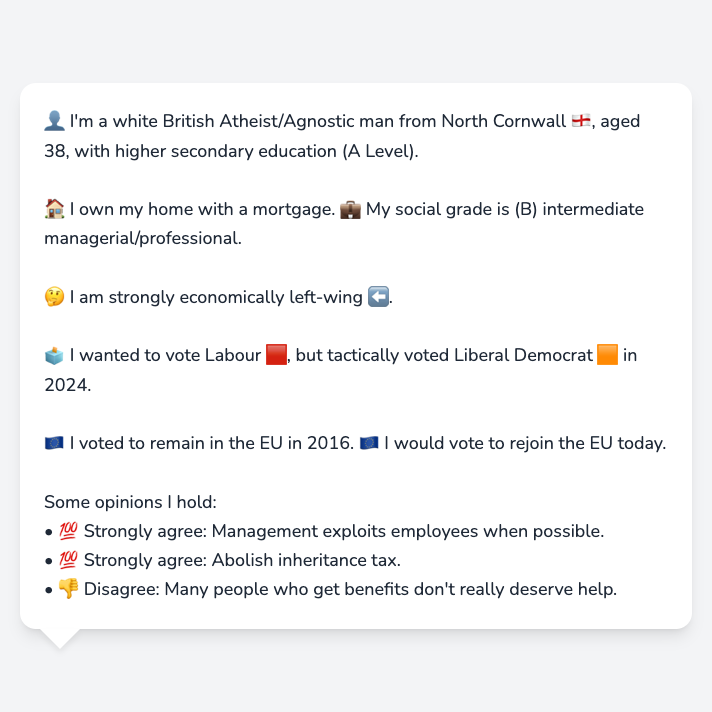 👤 I'm a white British Atheist/Agnostic man from North Cornwall 🏴󠁧󠁢󠁥󠁮󠁧󠁿, aged
38, with higher secondary education (A Level).
🏠 I own my home with a mortgage. 💼 My social grade is (B) intermediate
managerial/professional.
🤔 I am strongly economically left-wing ⬅️.
🗳️ I wanted to vote Labour 🟥, but tactically voted Liberal Democrat 🟧 in
2024.
🇪🇺 I voted to remain in the EU in 2016. 🇪🇺 I would vote to rejoin the EU today.
Some opinions I hold:
• 💯 Strongly agree: Management exploits employees when possible.
• 💯 Strongly agree: Abolish inheritance tax.
• 👎 Disagree: Many people who get benefits don't really deserve help.